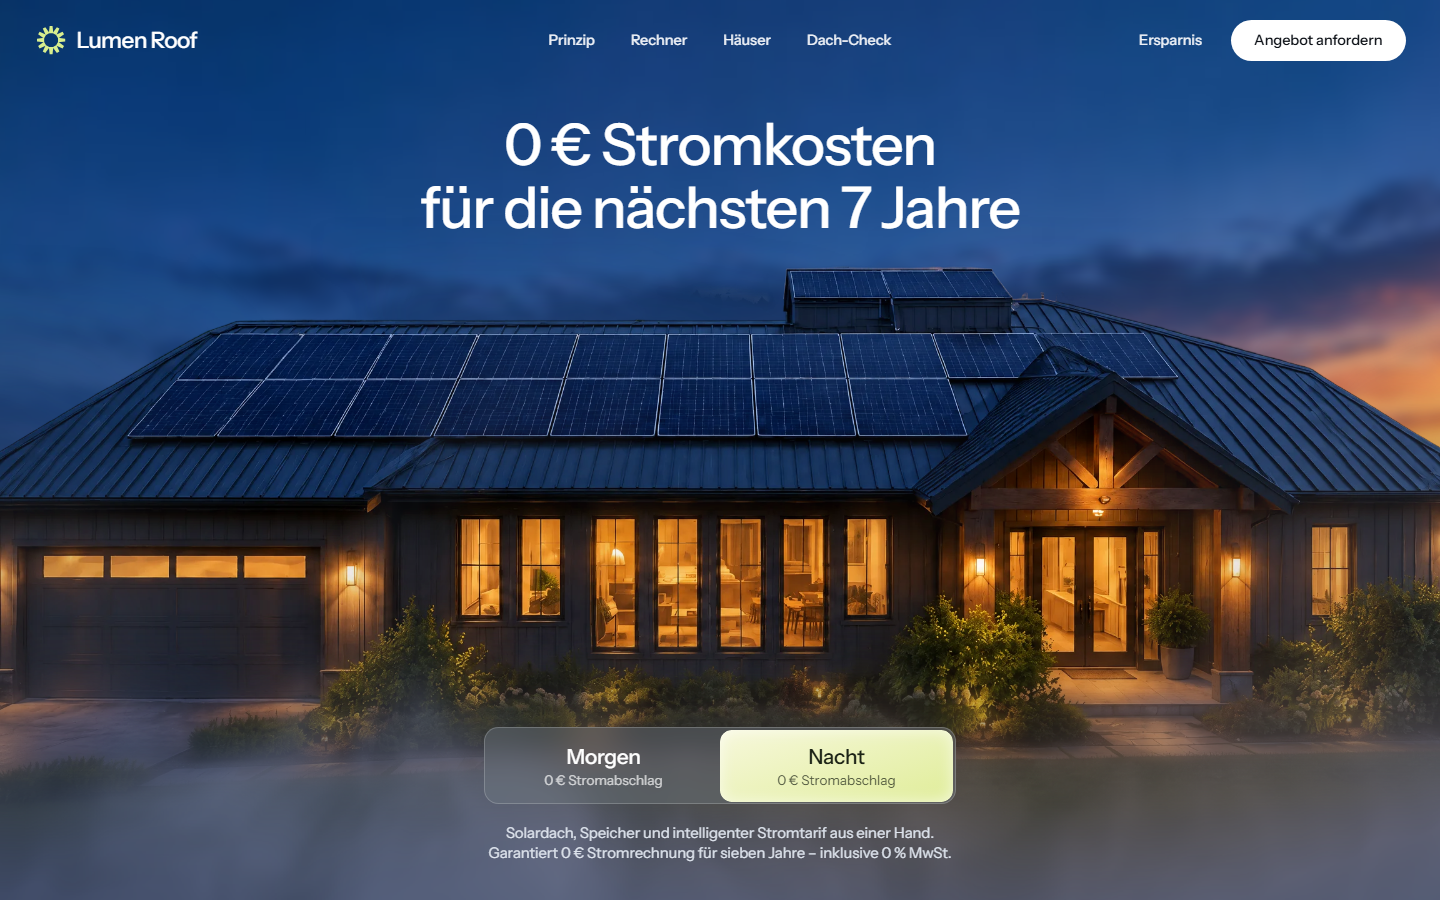 Lumen Roof
Prinzip
Rechner
Häuser
Dach-Check
Ersparnis
Angebot anfordern
0 € Stromkosten
für die nächsten 7 Jahre
Morgen
0 € Stromabschlag
Nacht
0 € Stromabschlag
Solardach, Speicher und intelligenter Stromtarif aus einer Hand.
Garantiert 0 € Stromrechnung für sieben Jahre – inklusive 0 % MwSt.